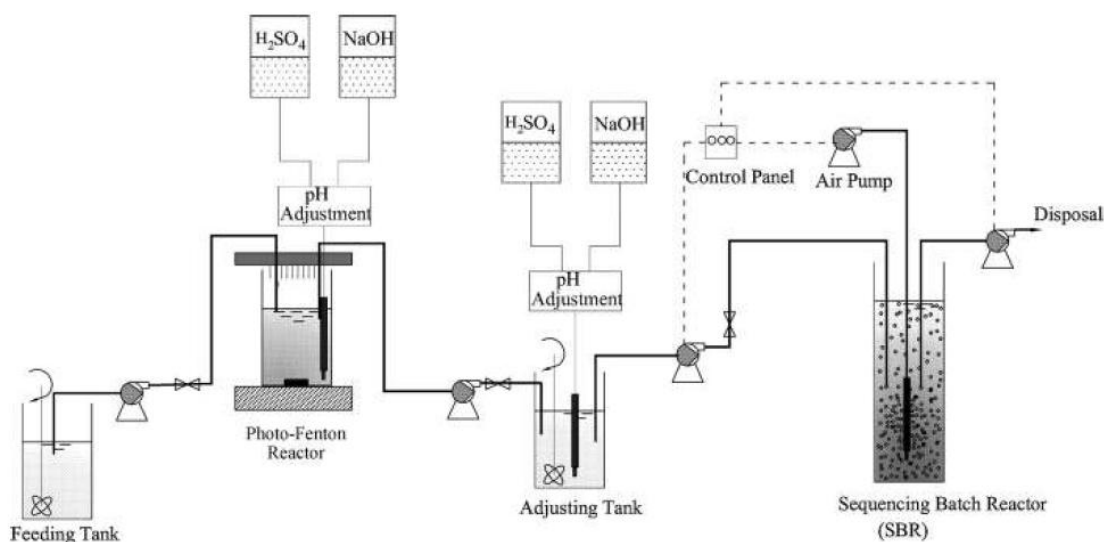 H₂SO₄
NaOH
pH
Adjustment
H₂SO₄
NaOH
pH
Adjustment
Control Panel
Air Pump
Disposal
Photo-Fenton
Reactor
Feeding Tank
Adjusting Tank
Sequencing Batch Reactor
(SBR)